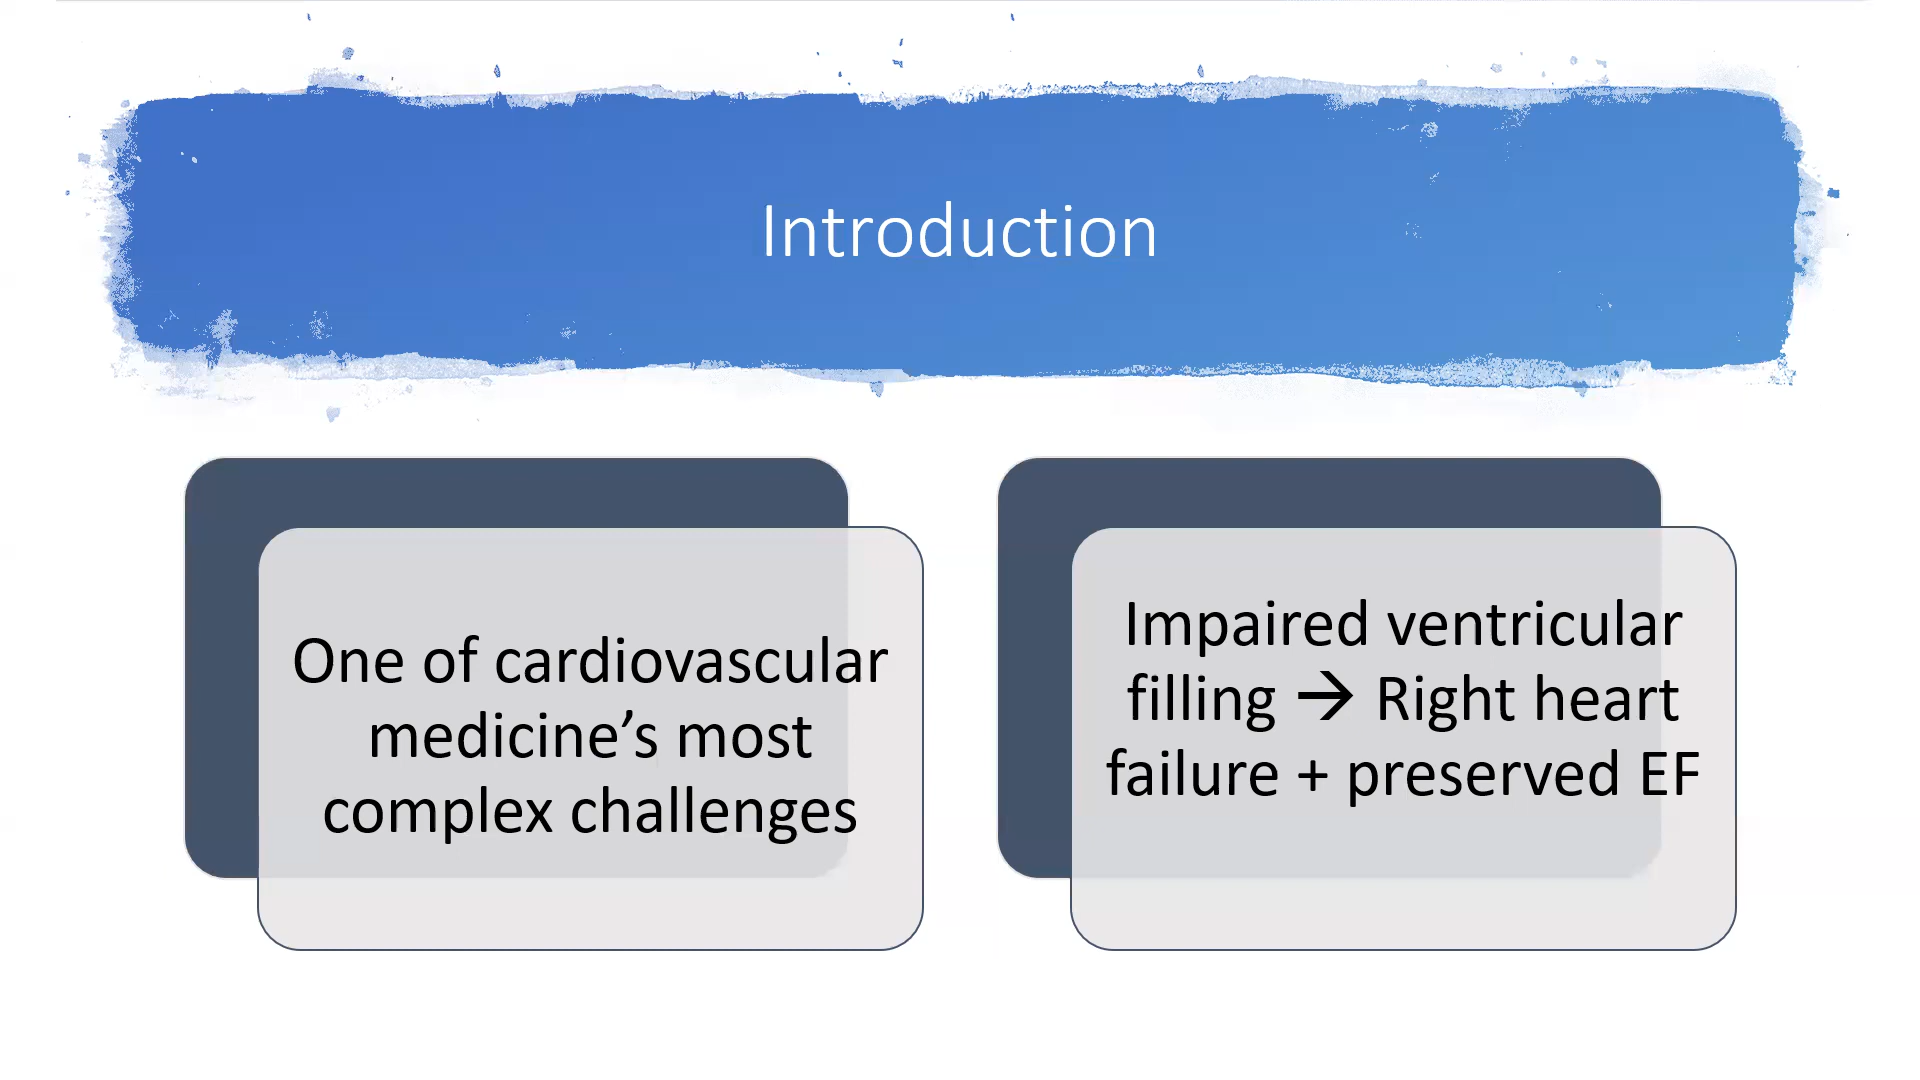 Introduction
One of cardiovascular
medicine’s most
complex challenges
Impaired ventricular
filling → Right heart
failure + preserved EF